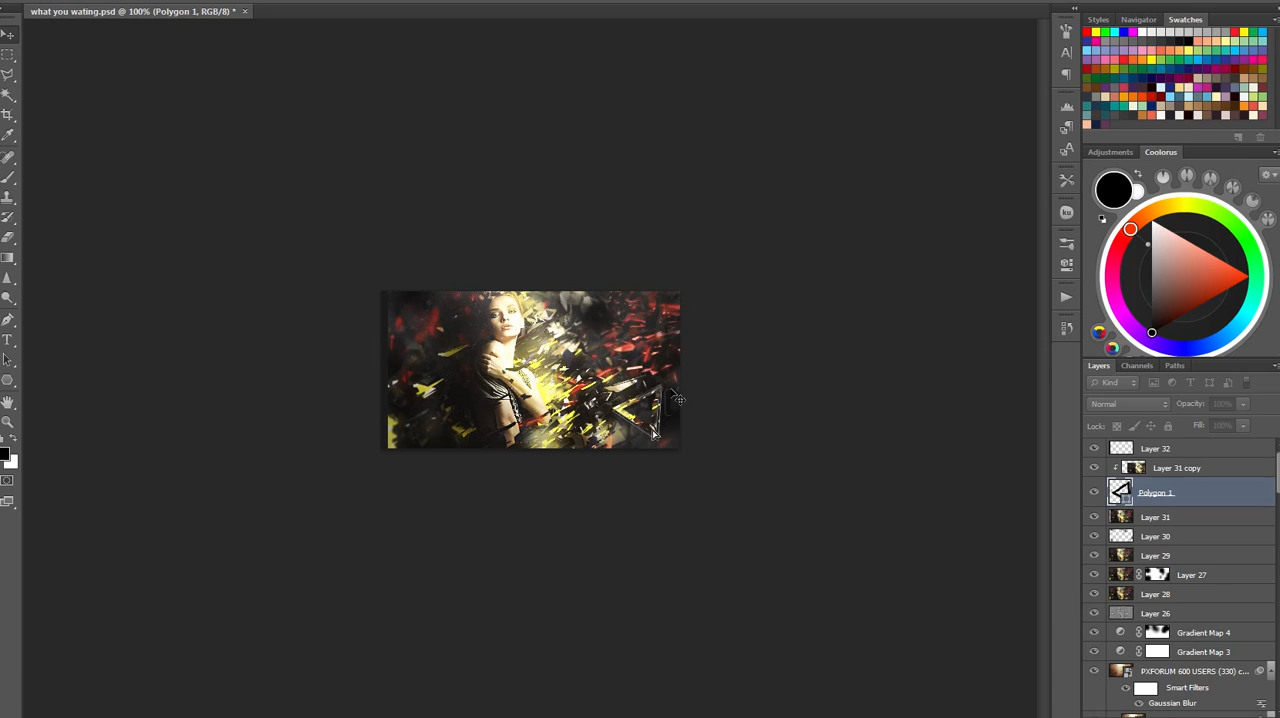 what you wating.psd @ 100% (Polygon 1, RGB/8) * ×
Styles Navigator Swatches
Adjustments Coolorus
ku
Layers Channels Paths
Kind
Normal Opacity: 100%
Lock: Fill: 100%
Layer 32
Layer 31 copy
Polygon 1
Layer 31
Layer 30
Layer 29
Layer 27
Layer 28
Layer 26
Gradient Map 4
Gradient Map 3
PXFORUM 600 USERS (330) c...
Smart Filters
Gaussian Blur